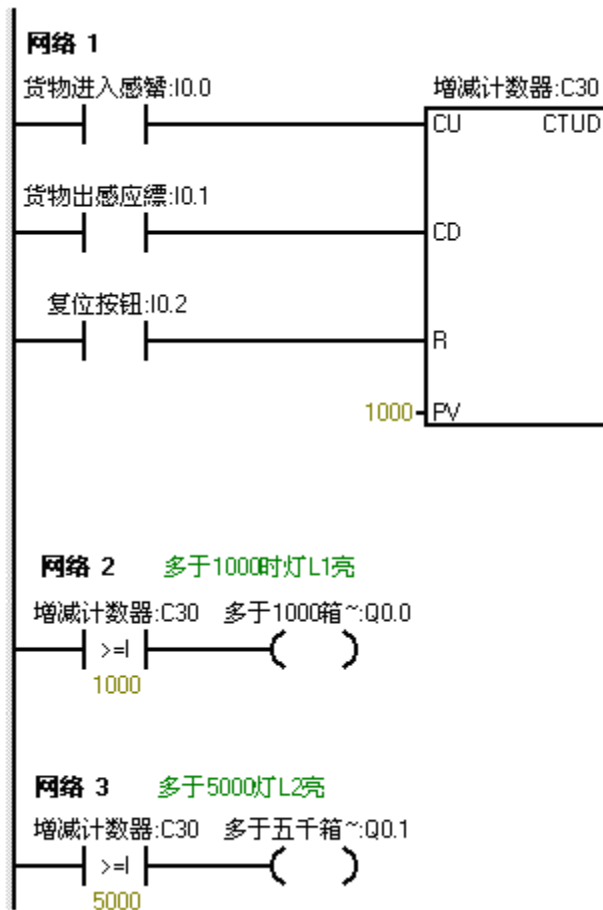 网络 1
货物进入感鬙:I0.0
增减计数器:C30
CU CTUD
货物出感应缥:I0.1
CD
复位按钮:I0.2
R
1000 PV
网络 2 多于1000时灯L1亮
增减计数器:C30 多于1000箱~:Q0.0
>=I
1000
网络 3 多于5000灯L2亮
增减计数器:C30 多于五千箱~:Q0.1
>=I
5000